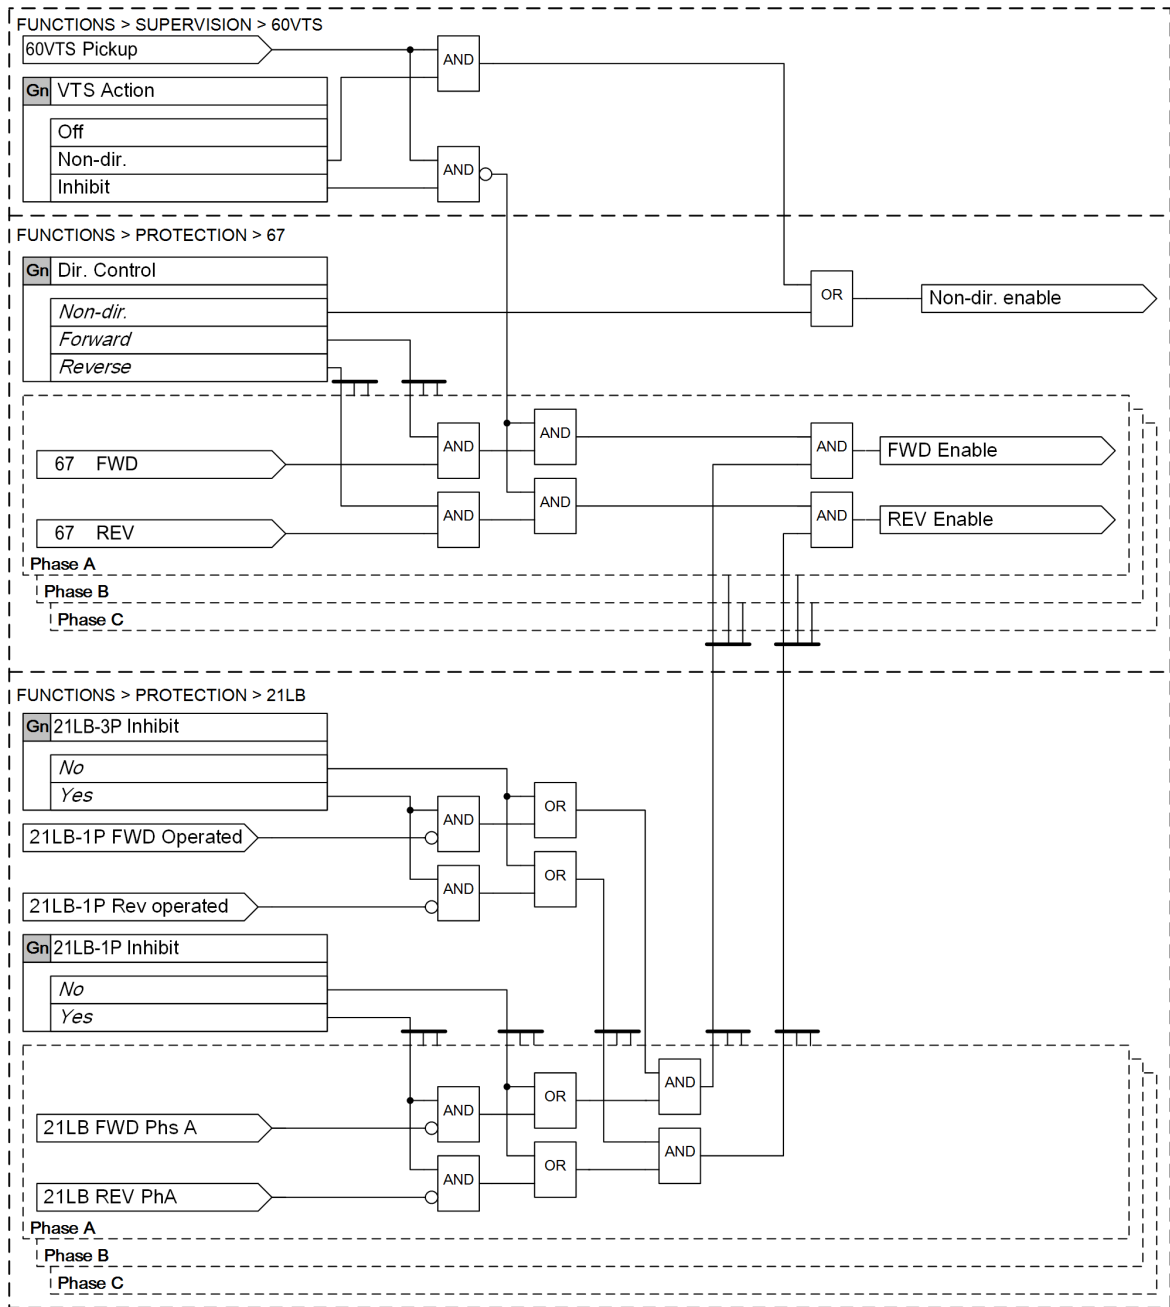 FUNCTIONS > SUPERVISION > 60VTS
60VTS Pickup
AND
Gn VTS Action
Off
Non-dir.
Inhibit
AND
FUNCTIONS > PROTECTION > 67
Gn Dir. Control
Non-dir.
Forward
Reverse
OR
Non-dir. enable
AND
AND
AND
FWD Enable
67 FWD
AND
AND
AND
REV Enable
67 REV
Phase A
Phase B
Phase C
FUNCTIONS > PROTECTION > 21LB
Gn 21LB-3P Inhibit
No
Yes
OR
AND
21LB-1P FWD Operated
OR
AND
21LB-1P Rev operated
Gn 21LB-1P Inhibit
No
Yes
AND
OR
AND
21LB FWD Phs A
AND
OR
AND
21LB REV PhA
Phase A
Phase B
Phase C